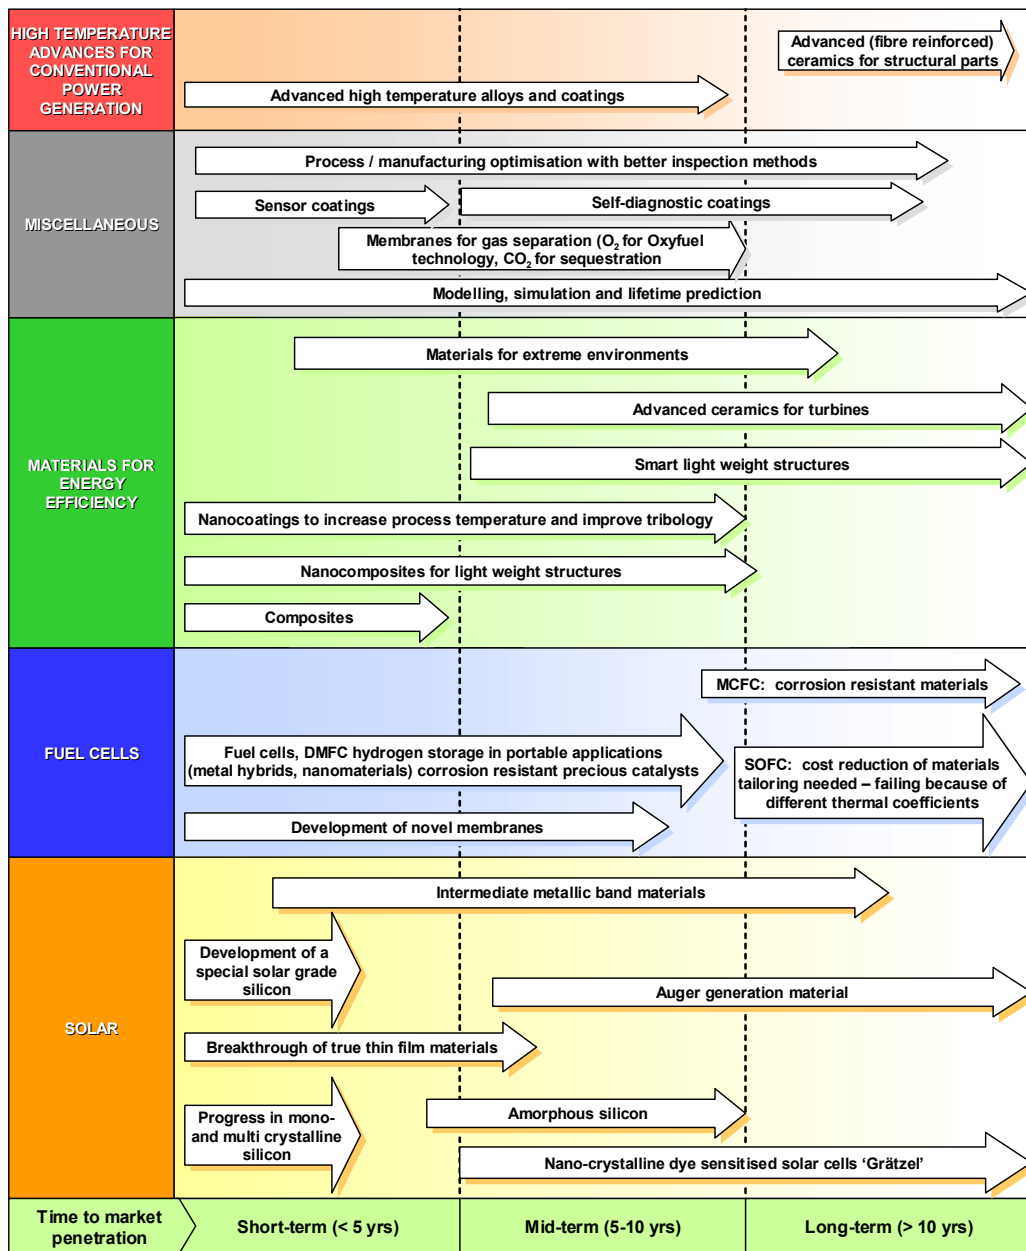 HIGH TEMPERATURE
ADVANCES FOR
CONVENTIONAL
POWER
GENERATION
Advanced (fibre reinforced)
ceramics for structural parts
Advanced high temperature alloys and coatings
MISCELLANEOUS
Process / manufacturing optimisation with better inspection methods
Sensor coatings
Self-diagnostic coatings
Membranes for gas separation (O2 for Oxyfuel
technology, CO2 for sequestration
Modelling, simulation and lifetime prediction
MATERIALS FOR
ENERGY
EFFICIENCY
Materials for extreme environments
Advanced ceramics for turbines
Smart light weight structures
Nanocoatings to increase process temperature and improve tribology
Nanocomposites for light weight structures
Composites
FUEL CELLS
MCFC: corrosion resistant materials
Fuel cells, DMFC hydrogen storage in portable applications
(metal hybrids, nanomaterials) corrosion resistant precious catalysts
SOFC: cost reduction of materials
tailoring needed – failing because of
different thermal coefficients
Development of novel membranes
SOLAR
Intermediate metallic band materials
Development of a
special solar grade
silicon
Auger generation material
Breakthrough of true thin film materials
Progress in mono-
and multi crystalline
silicon
Amorphous silicon
Nano-crystalline dye sensitised solar cells 'Grätzel'
Time to market
penetration
Short-term (< 5 yrs)
Mid-term (5-10 yrs)
Long-term (> 10 yrs)